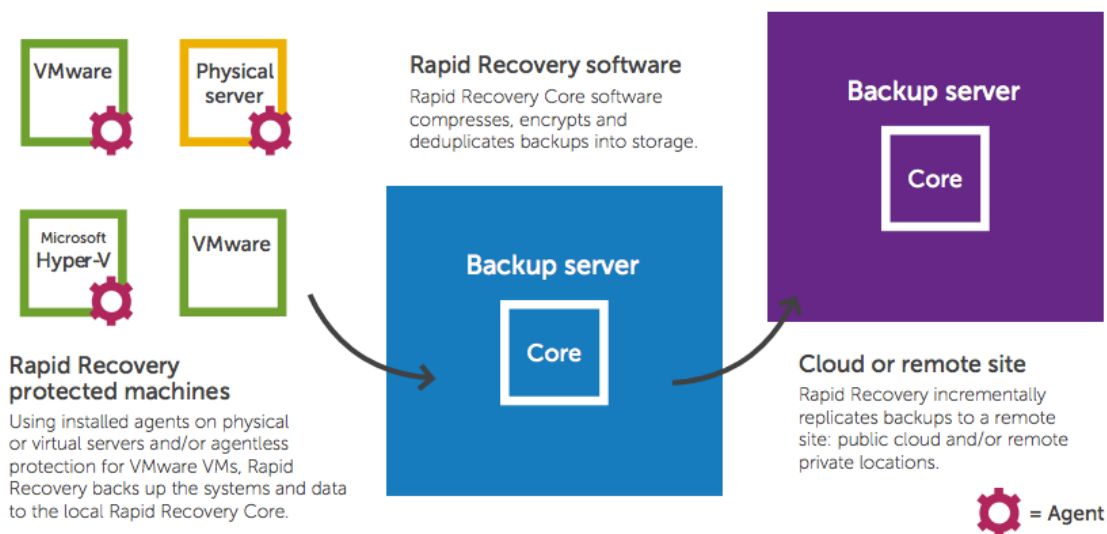 VMware
Physical
server
Microsoft
Hyper-V
VMware
Rapid Recovery
protected machines
Using installed agents on physical
or virtual servers and/or agentless
protection for VMware VMs, Rapid
Recovery backs up the systems and data
to the local Rapid Recovery Core.
Rapid Recovery software
Rapid Recovery Core software
compresses, encrypts and
deduplicates backups into storage.
Backup server
Core
Backup server
Core
Cloud or remote site
Rapid Recovery incrementally
replicates backups to a remote
site: public cloud and/or remote
private locations.
= Agent